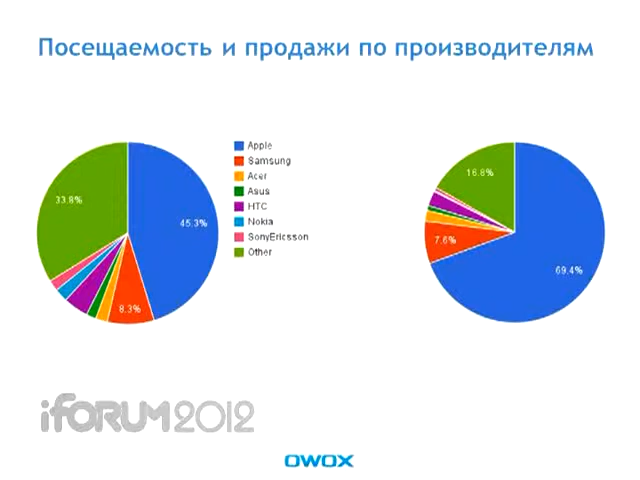 Посещаемость и продажи по производителям
Apple
Samsung
Acer
Asus
HTC
Nokia
SonyEricsson
Other
33.8%
45.3%
8.3%
16.8%
7.6%
69.4%
iFORUM2012
OWOX